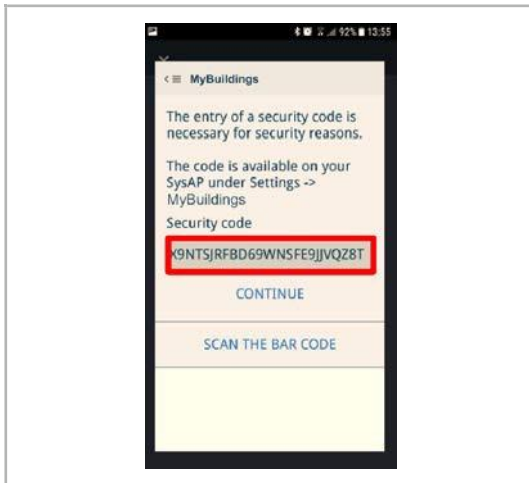 92% 13:55
MyBuildings
The entry of a security code is
necessary for security reasons.
The code is available on your
SysAP under Settings ->
MyBuildings
Security code
X9NTSJRFBD69WNSFE9JJVQZ8T
CONTINUE
SCAN THE BAR CODE